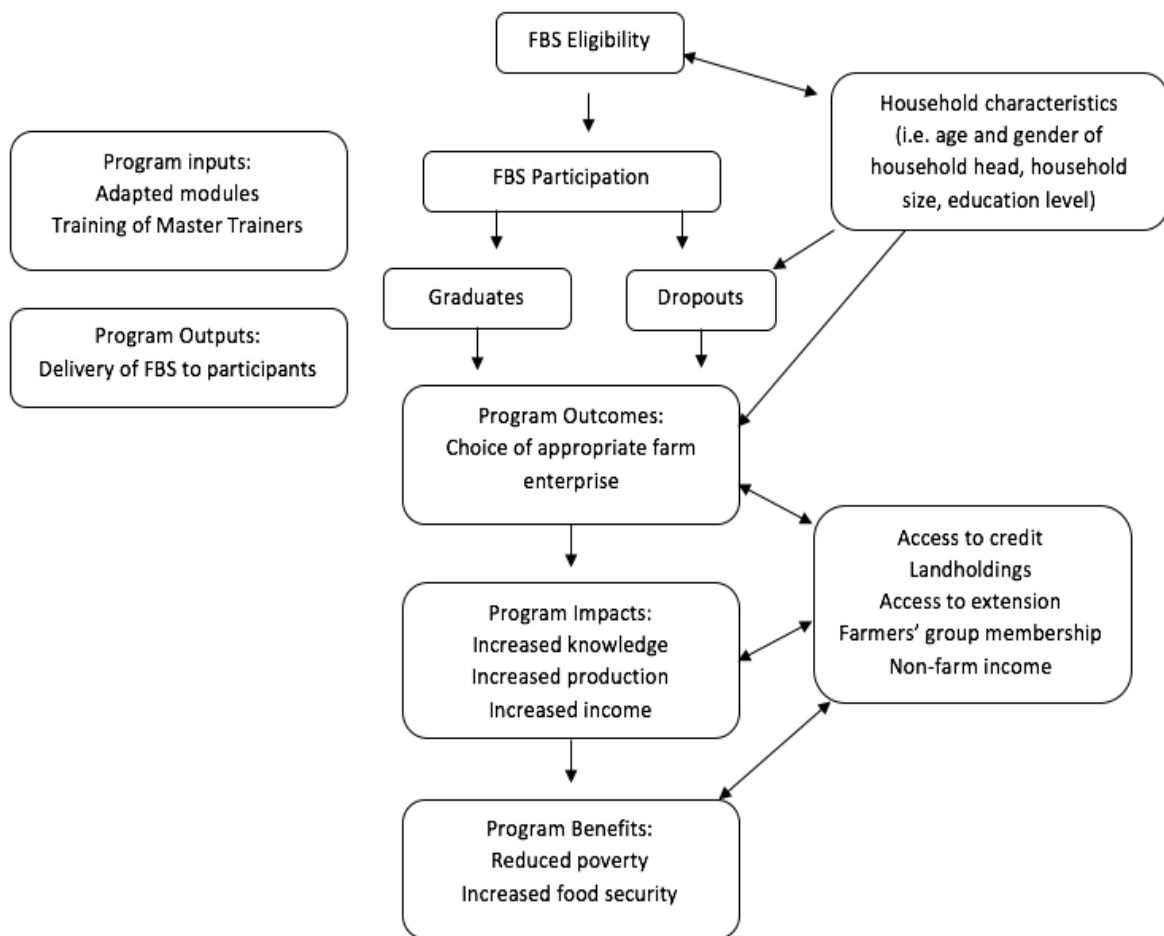 FBS Eligibility
Household characteristics
(i.e. age and gender of
household head, household
size, education level)
Program inputs:
Adapted modules
Training of Master Trainers
FBS Participation
Graduates
Dropouts
Program Outputs:
Delivery of FBS to participants
Program Outcomes:
Choice of appropriate farm
enterprise
Access to credit
Landholdings
Access to extension
Farmers’ group membership
Non-farm income
Program Impacts:
Increased knowledge
Increased production
Increased income
Program Benefits:
Reduced poverty
Increased food security